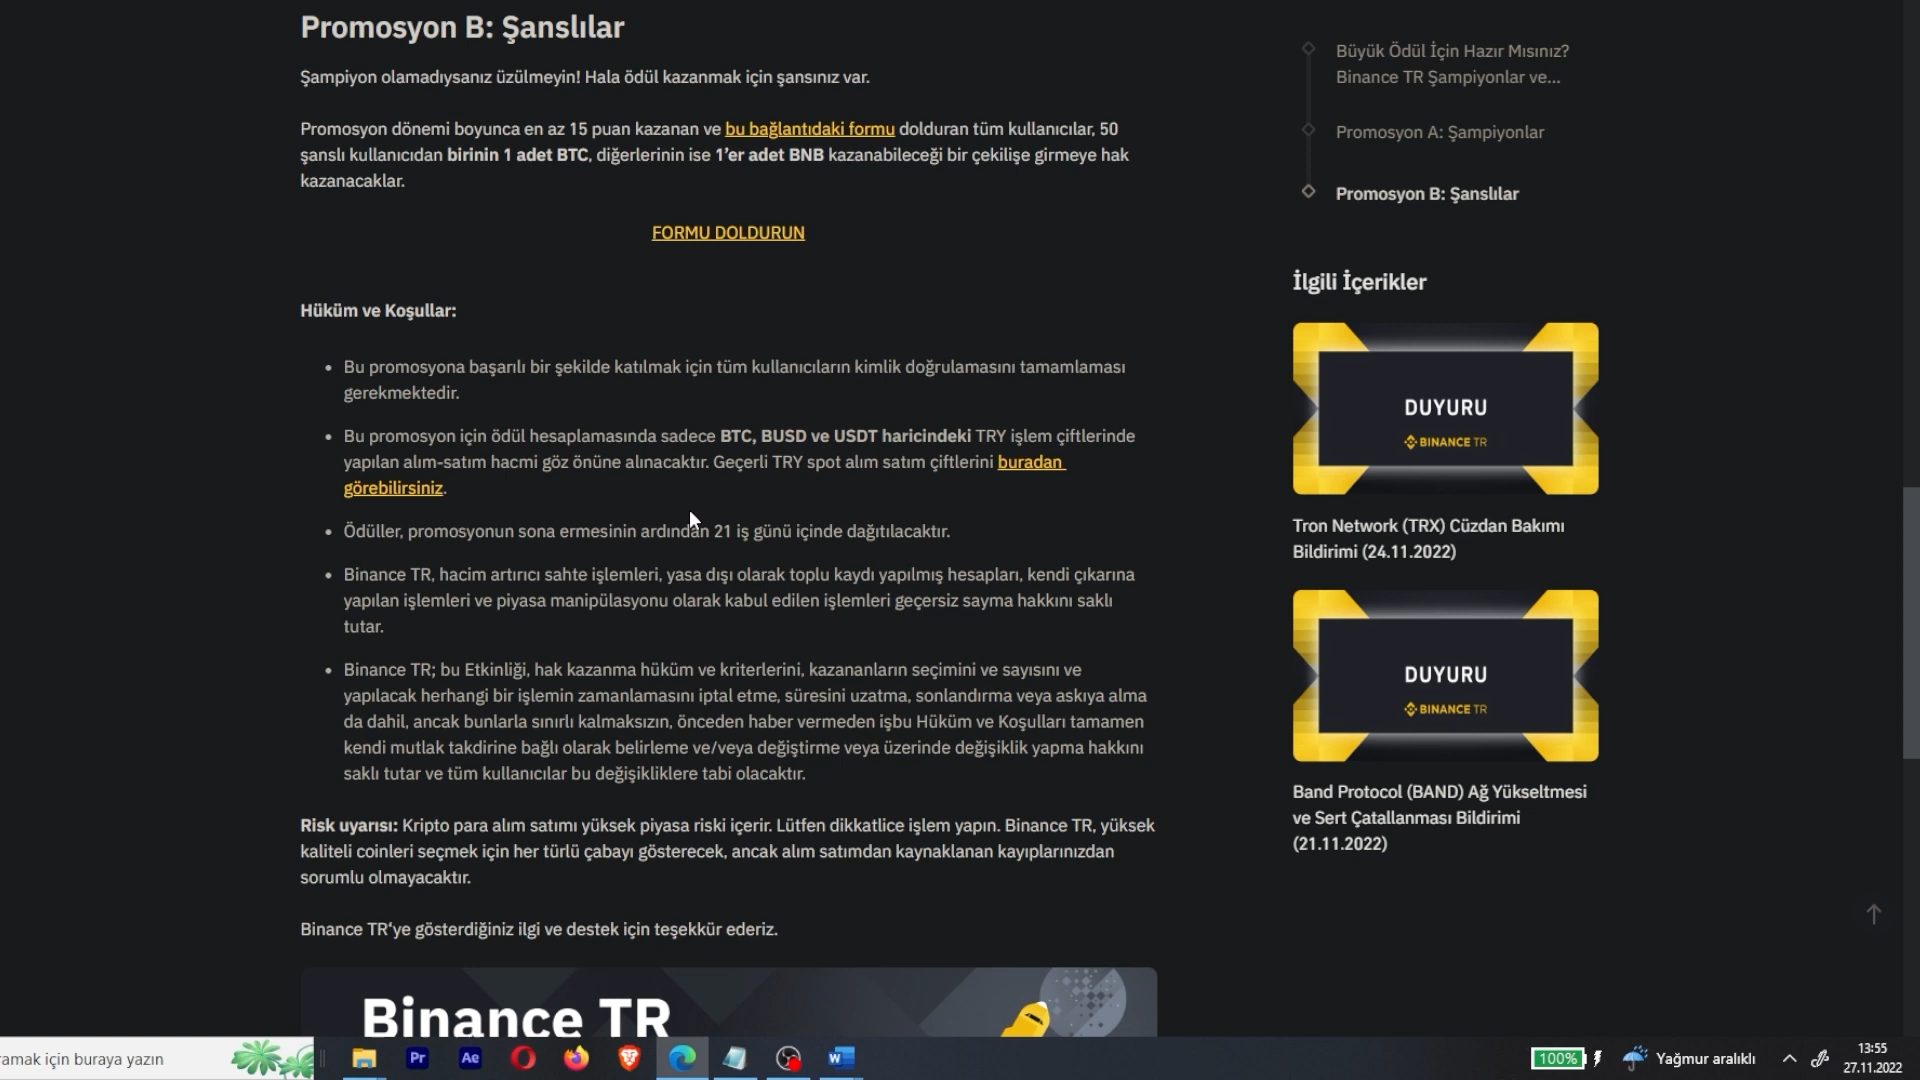 Promosyon B: Şanslılar
Şampiyon olamadıysanız üzülmeyin! Hala ödül kazanmak için şansınız var.
Promosyon dönemi boyunca en az 15 puan kazanan ve bu bağlantıdaki formu dolduran tüm kullanıcılar, 50
şanslı kullanıcıdan birinin 1 adet BTC, diğerlerinin ise 1’er adet BNB kazanabileceği bir çekilişe girmeye hak
kazanacaklar.
FORMU DOLDURUN
Hüküm ve Koşullar:
• Bu promosyona başarılı bir şekilde katılmak için tüm kullanıcıların kimlik doğrulamasını tamamlaması
gerekmektedir.
• Bu promosyon için ödül hesaplamasında sadece BTC, BUSD ve USDT haricindeki TRY işlem çiftlerinde
yapılan alım-satım hacmi göz önüne alınacaktır. Geçerli TRY spot alım satım çiftlerini buradan
görebilirsiniz.
• Ödüller, promosyonun sona ermesinin ardından 21 iş günü içinde dağıtılacaktır.
• Binance TR, hacim artırıcı sahte işlemleri, yasa dışı olarak toplu kaydı yapılmış hesapları, kendi çıkarına
yapılan işlemleri ve piyasa manipülasyonu olarak kabul edilen işlemleri geçersiz sayma hakkını saklı
tutar.
• Binance TR; bu Etkinliği, hak kazanma hüküm ve kriterlerini, kazananların seçimini ve sayısını ve
yapılacak herhangi bir işlemin zamanlamasını iptal etme, süresini uzatma, sonlandırma veya askıya alma
da dahil, ancak bunlarla sınırlı kalmaksızın, önceden haber vermeden işbu Hüküm ve Koşulları tamamen
kendi mutlak takdirine bağlı olarak belirleme ve/veya değiştirme veya üzerinde değişiklik yapma hakkını
saklı tutar ve tüm kullanıcılar bu değişikliklere tabi olacaktır.
Risk uyarısı: Kripto para alım satımı yüksek piyasa riski içerir. Lütfen dikkatlice işlem yapın. Binance TR, yüksek
kaliteli coinleri seçmek için her türlü çabayı gösterecek, ancak alım satımdan kaynaklanan kayıplarınızdan
sorumlu olmayacaktır.
Binance TR‘ye gösterdiğiniz ilgi ve destek için teşekkür ederiz.
Binance TR
Büyük Ödül İçin Hazır Mısınız?
Binance TR Şampiyonlar ve...
Promosyon A: Şampiyonlar
Promosyon B: Şanslılar
İlgili İçerikler
DUYURU
BINANCE TR
Tron Network (TRX) Cüzdan Bakımı
Bildirimi (24.11.2022)
DUYURU
BINANCE TR
Band Protocol (BAND) Ağ Yükseltmesi
ve Sert Çatallanması Bildirimi
(21.11.2022)
ramak için buraya yazın
Pr
Ae
W
100%
Yağmur aralıklı
13:55
27.11.2022